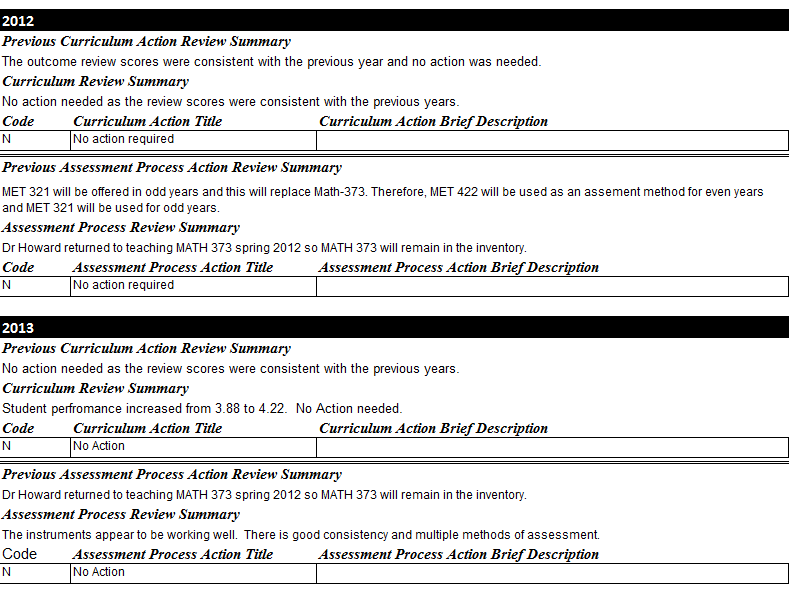 2012
Previous Curriculum Action Review Summary
The outcome review scores were consistent with the previous year and no action was needed.
Curriculum Review Summary
No action needed as the review scores were consistent with the previous years.
Code Curriculum Action Title Curriculum Action Brief Description
N No action required
Previous Assessment Process Action Review Summary
MET 321 will be offered in odd years and this will replace Math-373. Therefore, MET 422 will be used as an assement method for even years
and MET 321 will be used for odd years.
Assessment Process Review Summary
Dr Howard returned to teaching MATH 373 spring 2012 so MATH 373 will remain in the inventory.
Code Assessment Process Action Title Assessment Process Action Brief Description
N No action required
2013
Previous Curriculum Action Review Summary
No action needed as the review scores were consistent with the previous years.
Curriculum Review Summary
Student perfromance increased from 3.88 to 4.22.  No Action needed.
Code Curriculum Action Title Curriculum Action Brief Description
N No Action
Previous Assessment Process Action Review Summary
Dr Howard returned to teaching MATH 373 spring 2012 so MATH 373 will remain in the inventory.
Assessment Process Review Summary
The instruments appear to be working well.  There is good consistency and multiple methods of assessment.
Code Assessment Process Action Title Assessment Process Action Brief Description
N No Action